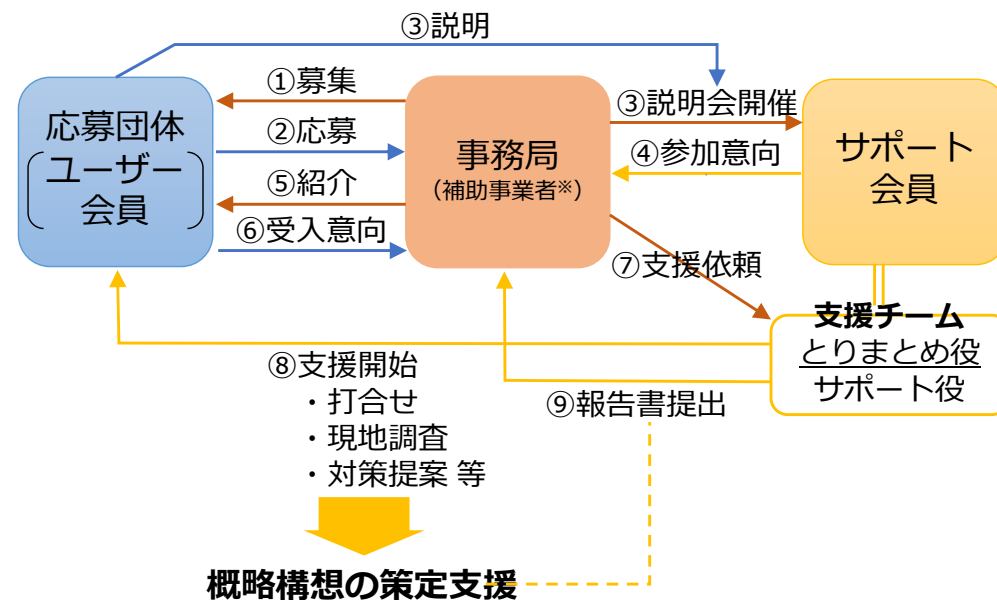 ③説明
①募集
応募団体
ユーザー
会員
②応募
⑤紹介
⑥受入意向
事務局
(補助事業者※)
③説明会開催
④参加意向
サポート
会員
⑦支援依頼
支援チーム
とりまとめ役
サポート役
⑧支援開始
・打合せ
・現地調査
・対策提案 等
⑨報告書提出
概略構想の策定支援